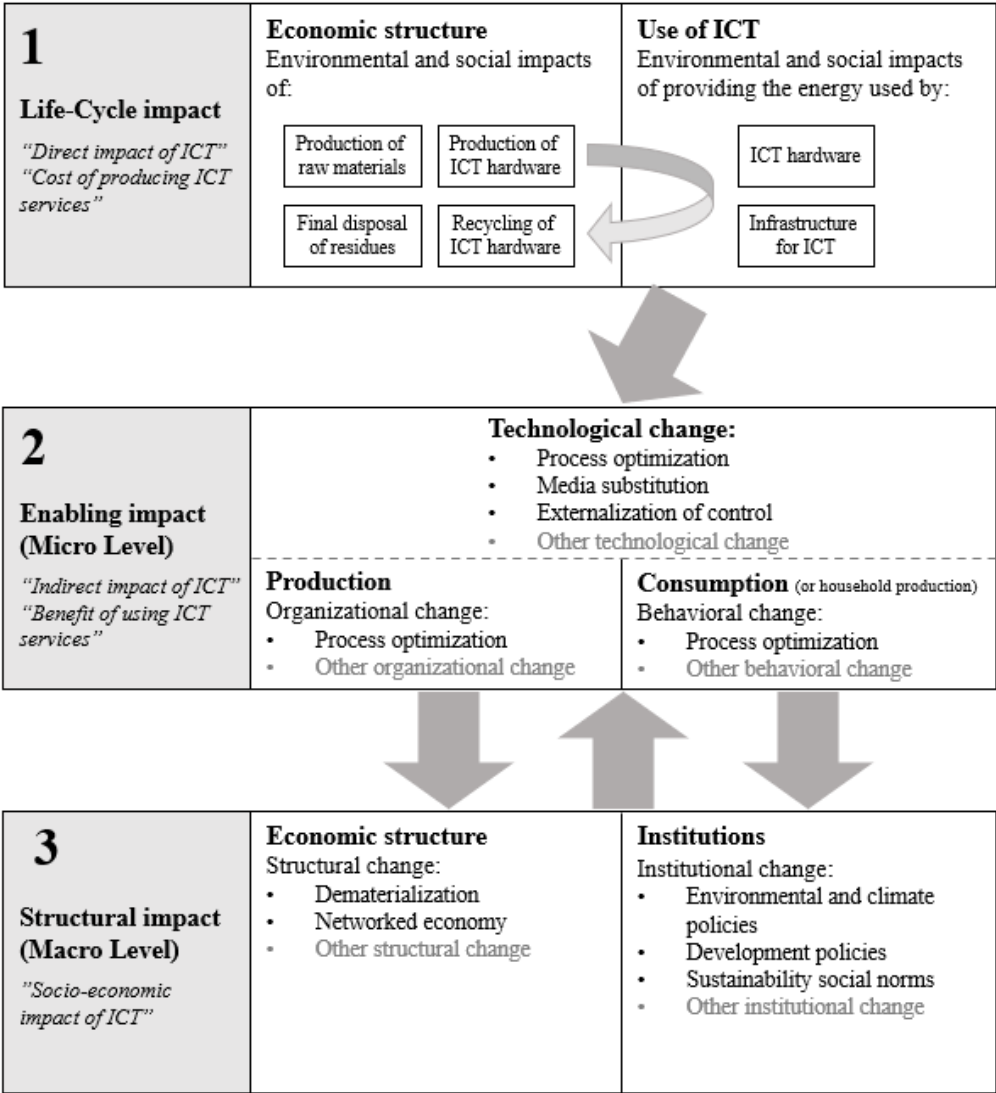 1
Life-Cycle impact
"Direct impact of ICT"
"Cost of producing ICT
services"
Economic structure
Environmental and social impacts
of:
Production of
raw materials
Production of
ICT hardware
Final disposal
of residues
Recycling of
ICT hardware
Use of ICT
Environmental and social impacts
of providing the energy used by:
ICT hardware
Infrastructure
for ICT
2
Enabling impact
(Micro Level)
"Indirect impact of ICT"
"Benefit of using ICT
services"
Technological change:
• Process optimization
• Media substitution
• Externalization of control
• Other technological change
Production
Organizational change:
• Process optimization
• Other organizational change
Consumption (or household production)
Behavioral change:
• Process optimization
• Other behavioral change
3
Structural impact
(Macro Level)
"Socio-economic
impact of ICT"
Economic structure
Structural change:
• Dematerialization
• Networked economy
• Other structural change
Institutions
Institutional change:
• Environmental and climate
policies
• Development policies
• Sustainability social norms
• Other institutional change